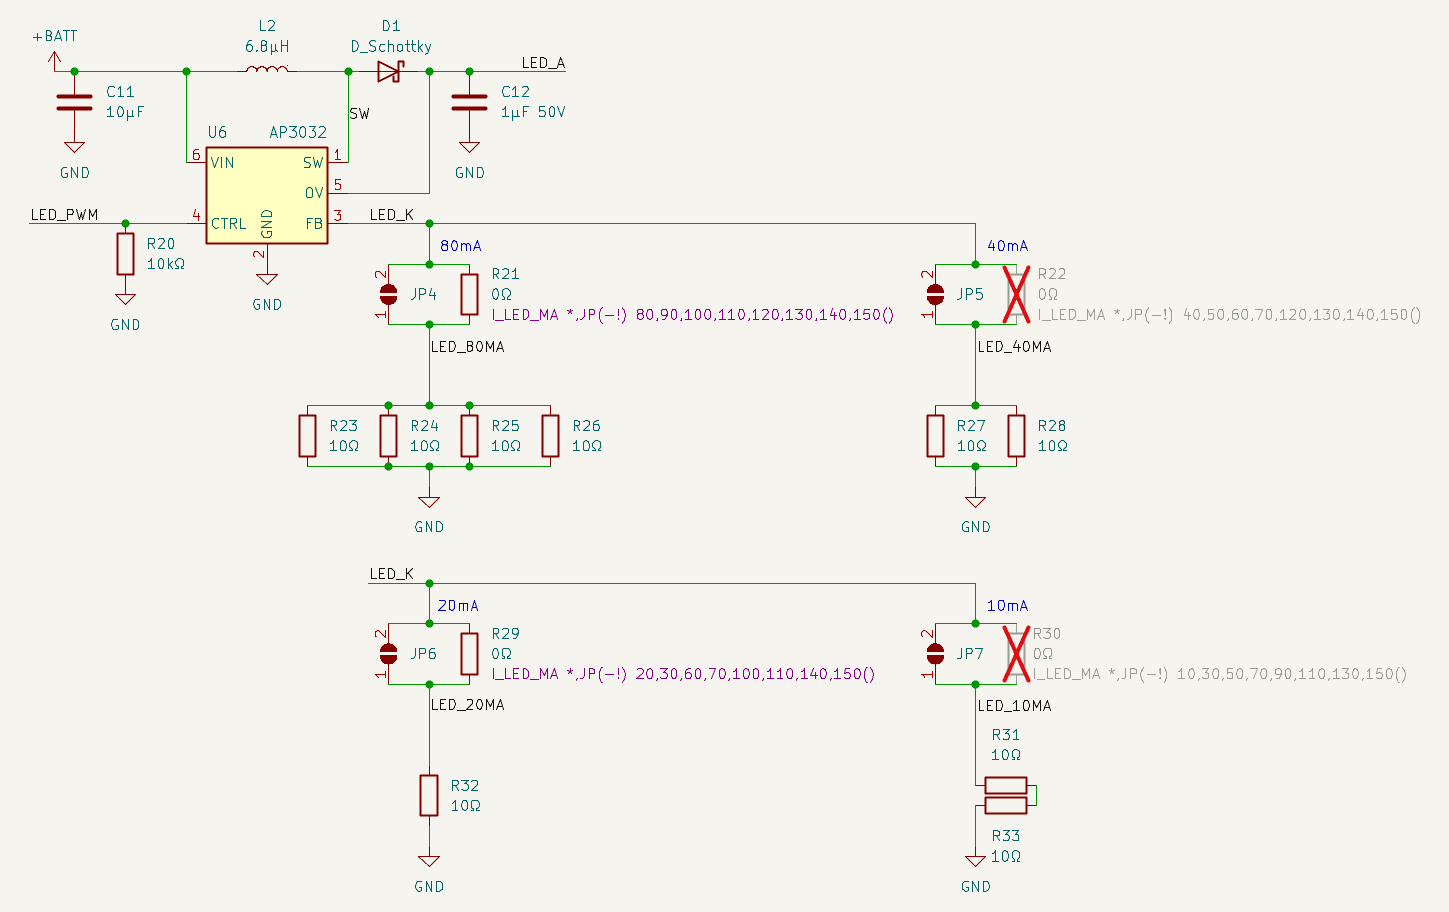 +BATT
L2
6.8µH
D1
D_Schottky
LED_A
C11
10µF
SW
C12
1µF 50V
GND
GND
U6
AP3032
6
VIN
SW
1
OV
5
LED_PWM
4
CTRL
GND
2
FB
3
LED_K
R20
10kΩ
GND
GND
80mA
2
JP4
1
R21
0Ω
I_LED_MA *,JP(-!) 80,90,100,110,120,130,140,150()
LED_80MA
40mA
2
JP5
1
R22
0Ω
I_LED_MA *,JP(-!) 40,50,60,70,120,130,140,150()
LED_40MA
R23
10Ω
R24
10Ω
R25
10Ω
R26
10Ω
GND
R27
10Ω
R28
10Ω
GND
LED_K
20mA
2
JP6
1
R29
0Ω
I_LED_MA *,JP(-!) 20,30,60,70,100,110,140,150()
LED_20MA
10mA
2
JP7
1
R30
0Ω
I_LED_MA *,JP(-!) 10,30,50,70,90,110,130,150()
LED_10MA
R32
10Ω
GND
R31
10Ω
R33
10Ω
GND